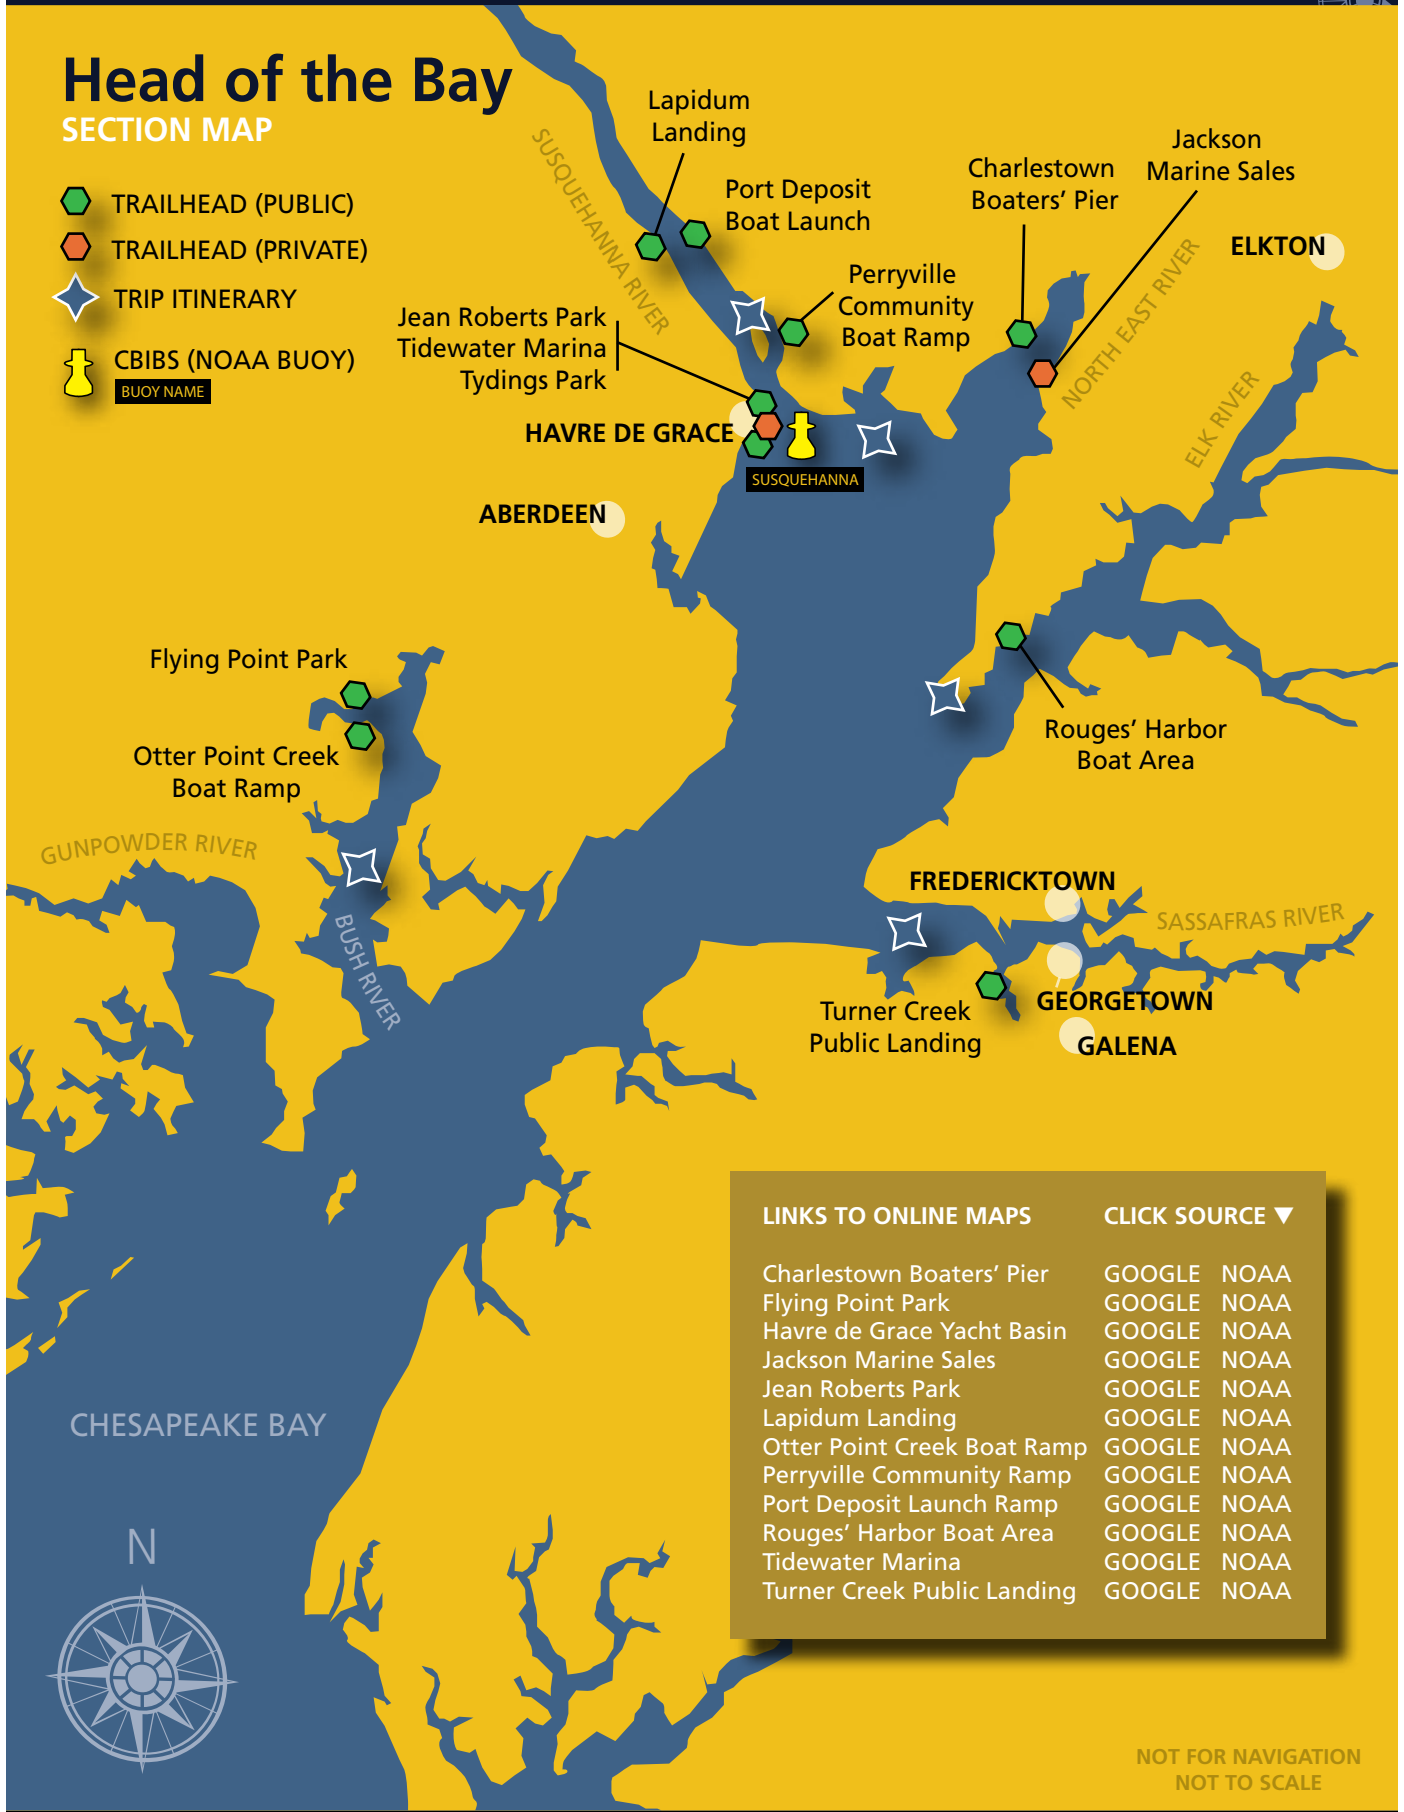 Head of the Bay
SECTION MAP
TRAILHEAD (PUBLIC)
TRAILHEAD (PRIVATE)
TRIP ITINERARY
CBIBS (NOAA BUOY)
BUOY NAME
Lapidum
Landing
Port Deposit
Boat Launch
SUSQUEHANNA RIVER
Charlestown
Boaters’ Pier
Jackson
Marine Sales
ELKTON
Perryville
Community
Boat Ramp
Jean Roberts Park
Tidewater Marina
Tydings Park
NORTH EAST RIVER
ELK RIVER
HAVRE DE GRACE
SUSQUEHANNA
ABERDEEN
Flying Point Park
Otter Point Creek
Boat Ramp
Rouges’ Harbor
Boat Area
GUNPOWDER RIVER
BUSH RIVER
FREDERICKTOWN
SASSAFRAS RIVER
GEORGETOWN
Turner Creek
Public Landing
GALENA
LINKS TO ONLINE MAPS CLICK SOURCE ▼
Charlestown Boaters’ Pier GOOGLE NOAA
Flying Point Park GOOGLE NOAA
Havre de Grace Yacht Basin GOOGLE NOAA
Jackson Marine Sales GOOGLE NOAA
Jean Roberts Park GOOGLE NOAA
Lapidum Landing GOOGLE NOAA
Otter Point Creek Boat Ramp GOOGLE NOAA
Perryville Community Ramp GOOGLE NOAA
Port Deposit Launch Ramp GOOGLE NOAA
Rouges’ Harbor Boat Area GOOGLE NOAA
Tidewater Marina GOOGLE NOAA
Turner Creek Public Landing GOOGLE NOAA
CHESAPEAKE BAY
N
NOT FOR NAVIGATION
NOT TO SCALE